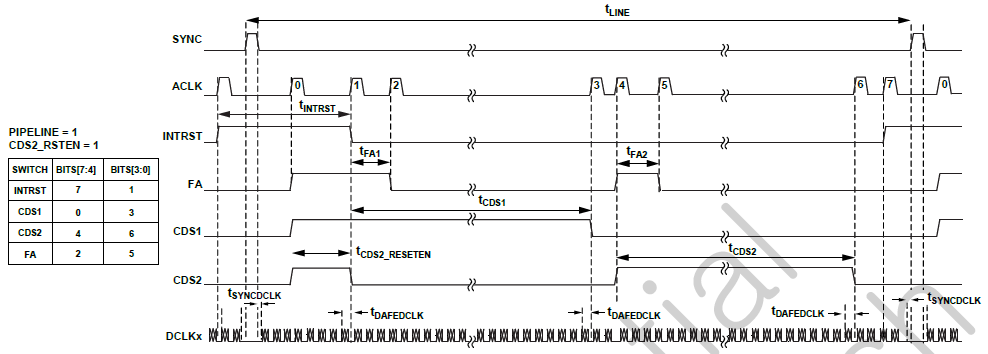 tLINE
SYNC
ACLK 0 1 2 3 4 5 6 7 0
tINTRST
INTRST
PIPELINE = 1
CDS2_RSTEN = 1
SWITCH BITS[7:4] BITS[3:0]
INTRST 7 1
CDS1 0 3
CDS2 4 6
FA 2 5
tFA1 tFA2
FA
tCDS1
CDS1
tCDS2_RESETEN tCDS2
CDS2
tSYNCDCLK tDAFEDCLK tDAFEDCLK tDAFEDCLK tSYNCDCLK
DCLKx